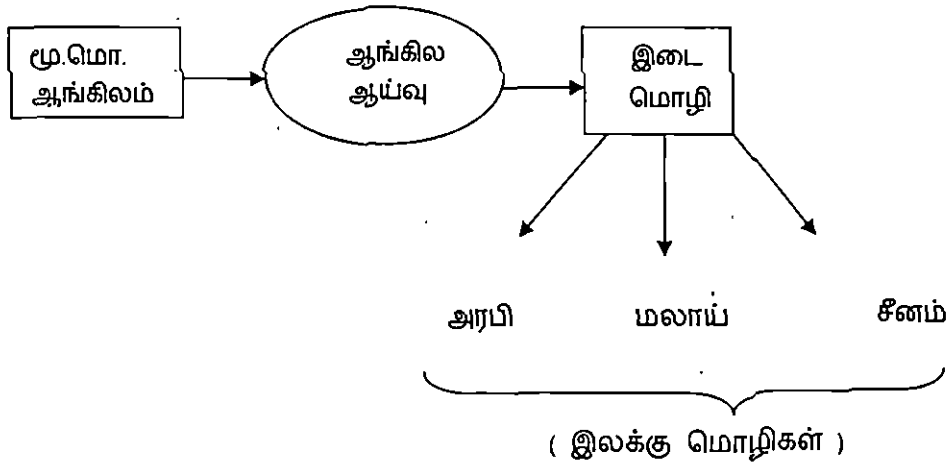 மூ.மொ.
ஆங்கிலம்
ஆங்கில
ஆய்வு
இடை
மொழி
அரபி மலாய் சீனம்
( இலக்கு மொழிகள் )